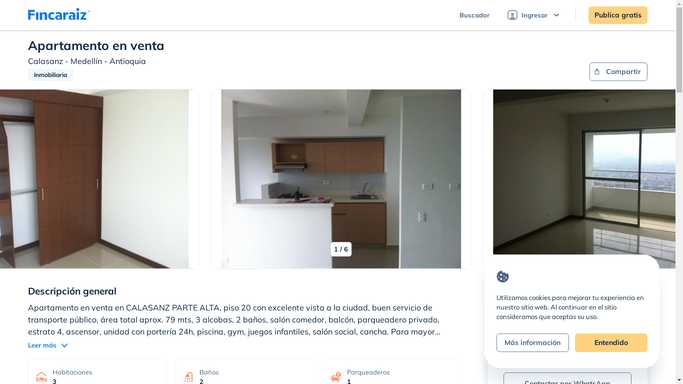 Fincaraiz
Buscador
Ingresar
Publica gratis
Apartamento en venta
Calasanz - Medellín - Antioquia
Inmobiliaria
Compartir
1 / 6
Descripción general
Apartamento en venta en CALASANZ PARTE ALTA, piso 20 con excelente vista a la ciudad, buen servicio de
transporte público, área total aprox. 79 mts, 3 alcobas, 2 baños, salón comedor, balcón, parqueadero privado,
estrato 4, ascensor, unidad con portería 24h, piscina, gym, juegos infantiles, salón social, cancha. Para mayor...
Leer más
Habitaciones
3
Baños
2
Parqueaderos
1
Utilizamos cookies para mejorar tu experiencia en
nuestro sitio web. Al continuar en el sitio
consideramos que aceptas su uso.
Más información
Entendido
Contactar por WhatsApp